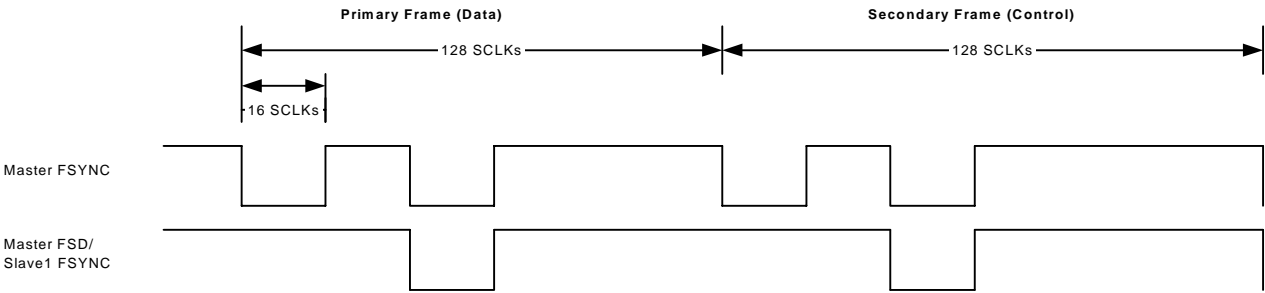 Primary Frame (Data)
Secondary Frame (Control)
128 SCLKs
128 SCLKs
16 SCLKs
Master FSYNC
Master FSD/
Slave1 FSYNC